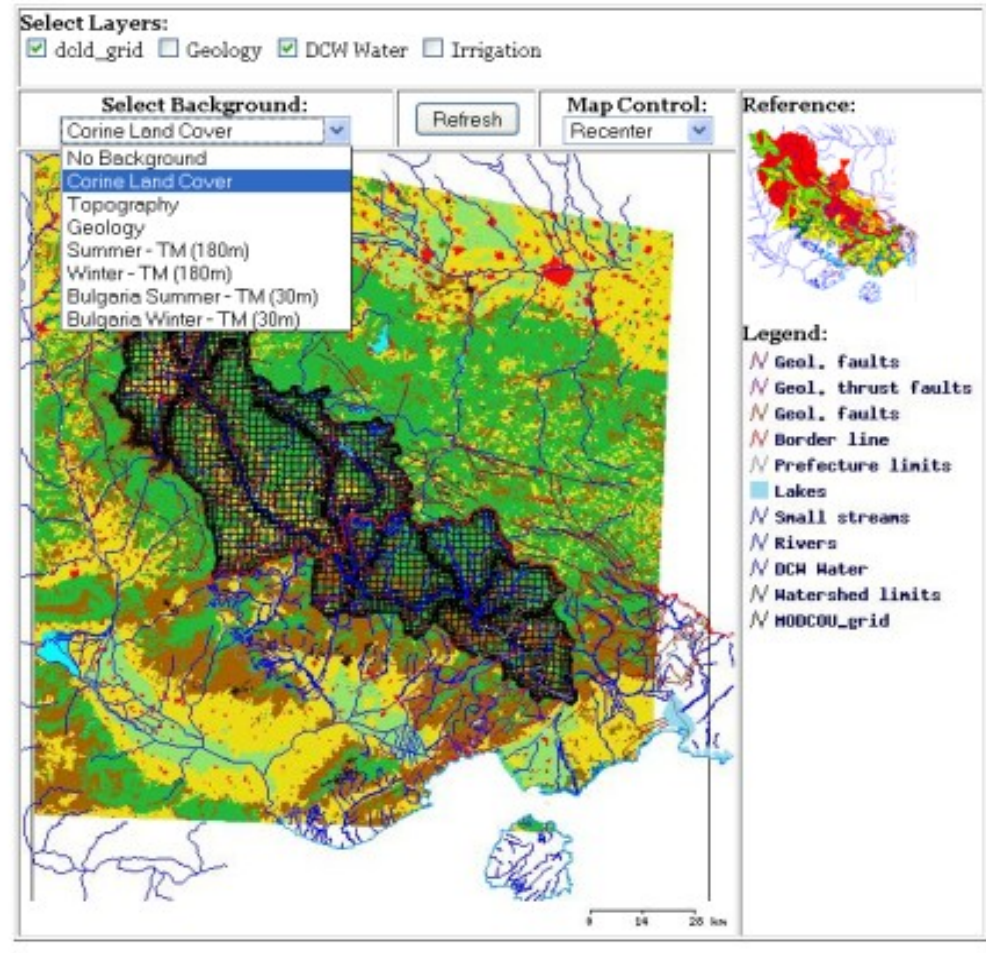 Select Layers:
dcld_grid Geology DCW Water Irrigation
Select Background:
Corine Land Cover
No Background
Corine Land Cover
Topography
Geology
Summer - TM (180m)
Winter - TM (180m)
Bulgaria Summer - TM (30m)
Bulgaria Winter - TM (30m)
Refresh
Map Control:
Recenter
Reference:
Legend:
Geol. faults
Geol. thrust faults
Geol. faults
Border line
Prefecture limits
Lakes
Small streams
Rivers
DCW Water
Watershed limits
MODCOU_grid
0 14 28 km